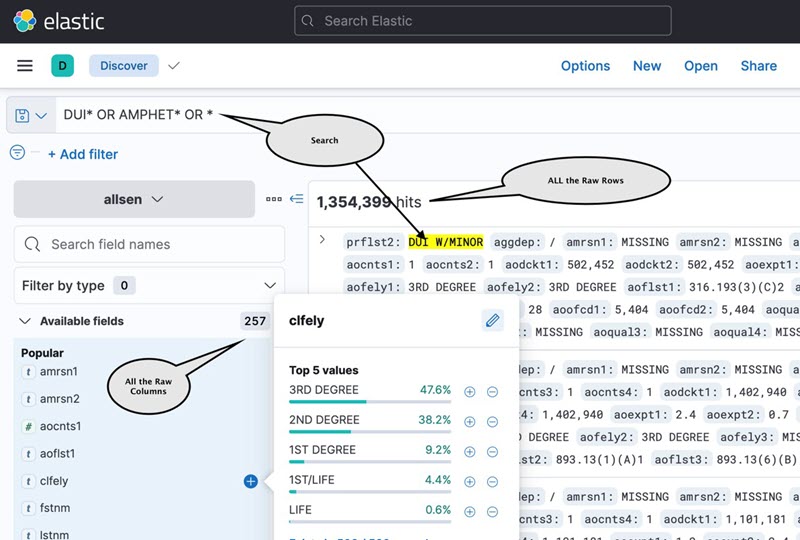 elastic
Search Elastic
D
Discover
Options
New
Open
Share
DUI* OR AMPHET* OR *
Search
+ Add filter
ALL the Raw Rows
allsen
1,354,399 hits
Search field names
prflst2: DUI W/MINOR aggdep: / amrsn1: MISSING amrsn2: MISSING
aocnts1: 1 aocnts2: 1 aodckt1: 502,452 aodckt2: 502,452 aoexpt1:
Filter by type 0
aofely1: 3RD DEGREE aofely2: 3RD DEGREE aoflst1: 316.193(3)(C)2
28 aoofcd1: 5,404 aoofcd2: 5,404 aoqua
Available fields 257
: MISSING aoqual3: MISSING aoqual4: MISS
clfely
Popular
amrsn1
All the Raw
Columns
Top 5 values
3RD DEGREE 47.6%
2ND DEGREE 38.2%
1ST DEGREE 9.2%
1ST/LIFE 4.4%
LIFE 0.6%
dep: / amrsn1: MISSING amrsn2: MISSING
cnts3: 1 aocnts4: 1 aodckt1: 1,402,940
4: 1,402,940 aoexpt1: 2.4 aoexpt2: 0.7
D DEGREE aofely2: 3RD DEGREE aofely3: MIS
lst2: 893.13(1)(A)1 aoflst3: 893.13(6)(B)
amrsn2
# aocnts1
aoflst1
clfely
fstnm
lstnm
dep: / amrsn1: MISSING amrsn2: MISSING
cnts3: 1 aocnts4: 1 aodckt1: 1,101,181